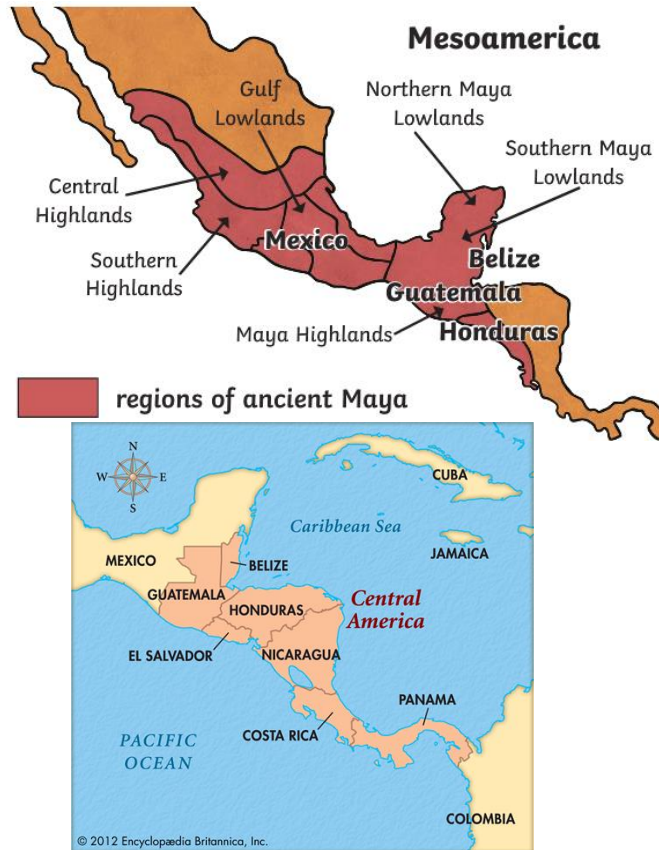 Mesoamerica
Gulf
Lowlands
Northern Maya
Lowlands
Southern Maya
Lowlands
Central
Highlands
Mexico
Belize
Southern
Highlands
Guatemala
Maya Highlands
Honduras
regions of ancient Maya
N
W
E
S
CUBA
Caribbean Sea
JAMAICA
MEXICO
BELIZE
GUATEMALA
HONDURAS
Central
America
EL SALVADOR
NICARAGUA
PANAMA
COSTA RICA
PACIFIC
OCEAN
COLOMBIA
© 2012 Encyclopædia Britannica, Inc.